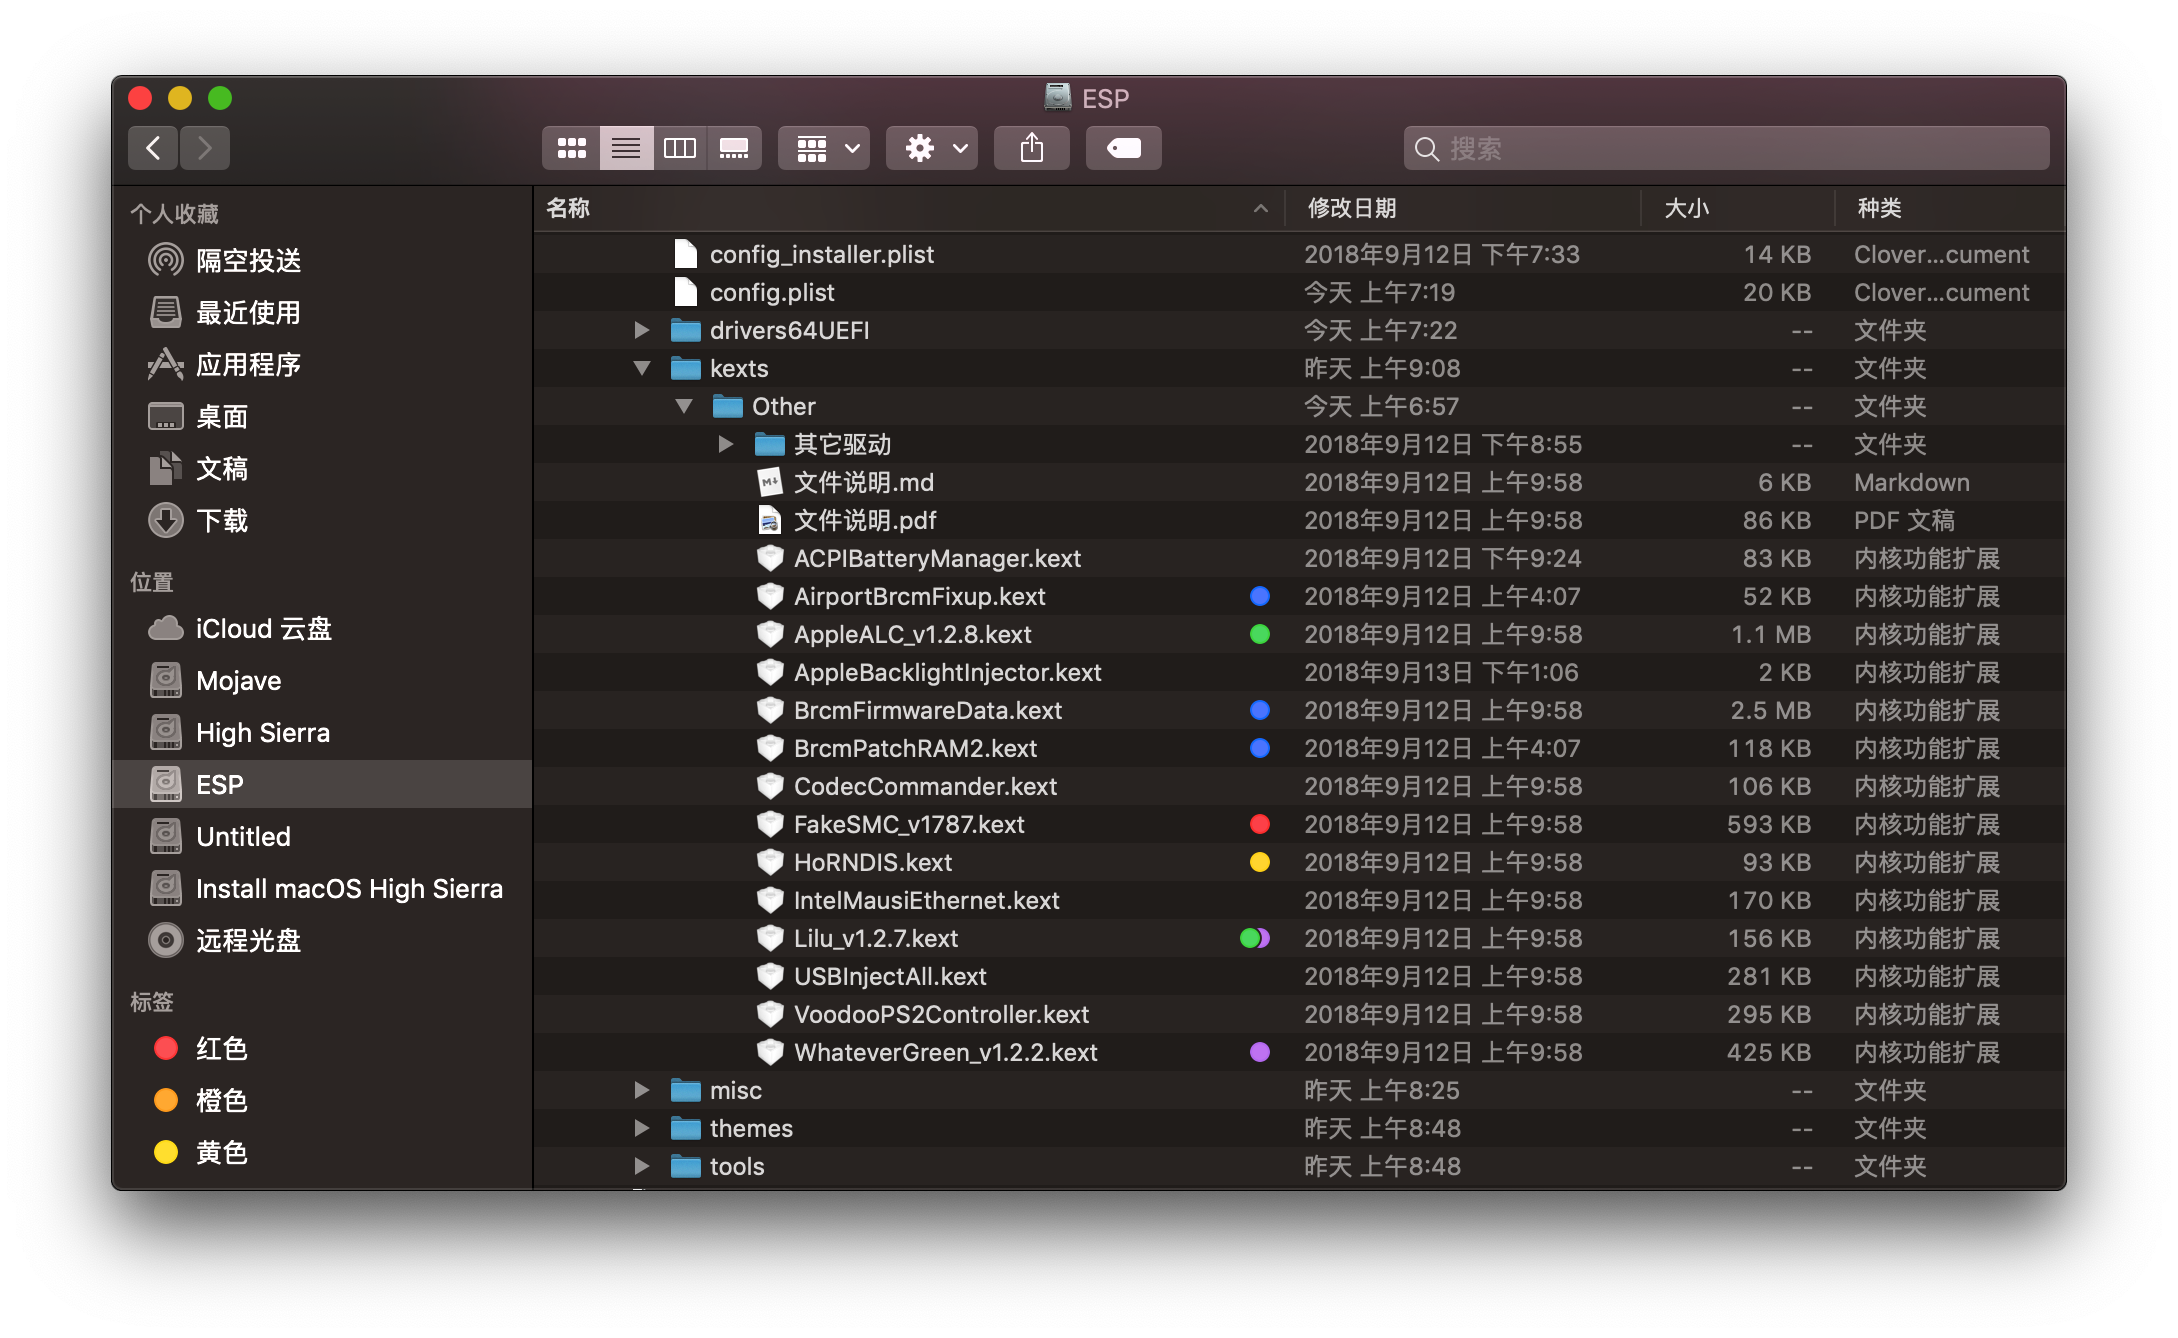 ESP
搜索
个人收藏
隔空投送
最近使用
应用程序
桌面
文稿
下载
位置
iCloud 云盘
Mojave
High Sierra
ESP
Untitled
Install macOS High Sierra
远程光盘
标签
红色
橙色
黄色
名称 修改日期 大小 种类
config_installer.plist 2018年9月12日 下午7:33 14 KB Clover...cument
config.plist 今天 上午7:19 20 KB Clover...cument
drivers64UEFI 今天 上午7:22 -- 文件夹
kexts 昨天 上午9:08 -- 文件夹
Other 今天 上午6:57 -- 文件夹
其它驱动 2018年9月12日 下午8:55 -- 文件夹
文件说明.md 2018年9月12日 上午9:58 6 KB Markdown
文件说明.pdf 2018年9月12日 上午9:58 86 KB PDF 文稿
ACPIBatteryManager.kext 2018年9月12日 下午9:24 83 KB 内核功能扩展
AirportBrcmFixup.kext 2018年9月12日 上午4:07 52 KB 内核功能扩展
AppleALC_v1.2.8.kext 2018年9月12日 上午9:58 1.1 MB 内核功能扩展
AppleBacklightInjector.kext 2018年9月13日 下午1:06 2 KB 内核功能扩展
BrcmFirmwareData.kext 2018年9月12日 上午9:58 2.5 MB 内核功能扩展
BrcmPatchRAM2.kext 2018年9月12日 上午4:07 118 KB 内核功能扩展
CodecCommander.kext 2018年9月12日 上午9:58 106 KB 内核功能扩展
FakeSMC_v1787.kext 2018年9月12日 上午9:58 593 KB 内核功能扩展
HoRNDIS.kext 2018年9月12日 上午9:58 93 KB 内核功能扩展
IntelMausiEthernet.kext 2018年9月12日 上午9:58 170 KB 内核功能扩展
Lilu_v1.2.7.kext 2018年9月12日 上午9:58 156 KB 内核功能扩展
USBInjectAll.kext 2018年9月12日 上午9:58 281 KB 内核功能扩展
VoodooPS2Controller.kext 2018年9月12日 上午9:58 295 KB 内核功能扩展
WhateverGreen_v1.2.2.kext 2018年9月12日 上午9:58 425 KB 内核功能扩展
misc 昨天 上午8:25 -- 文件夹
themes 昨天 上午8:48 -- 文件夹
tools 昨天 上午8:48 -- 文件夹